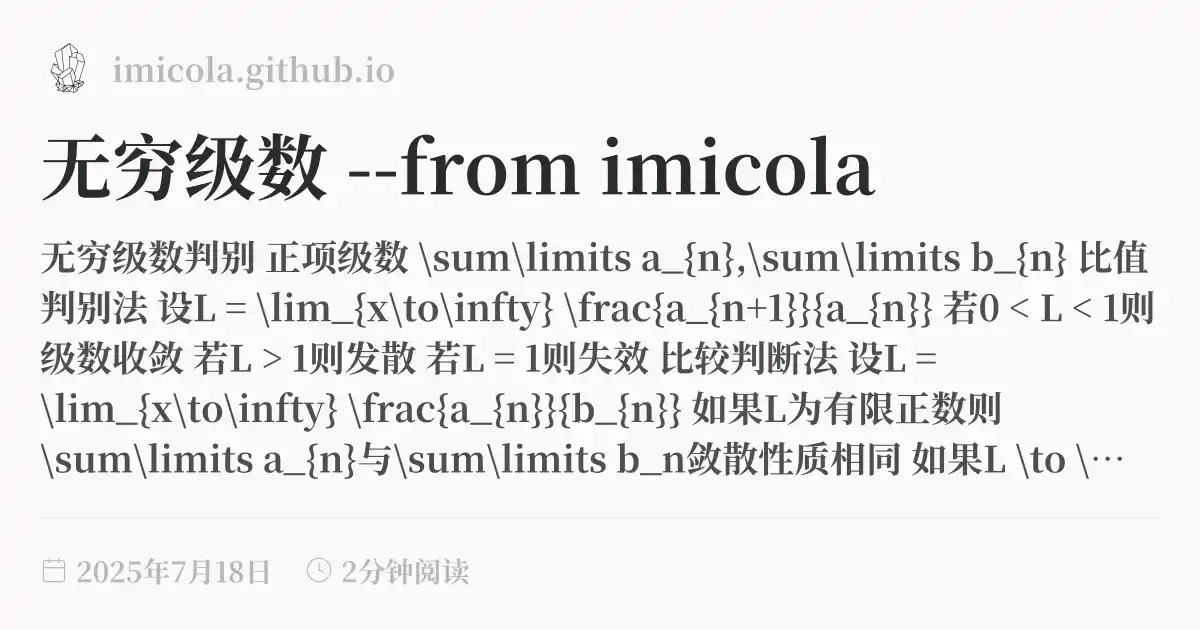 imicola.github.io
无穷级数 --from imicola
无穷级数判别 正项级数 \sum\limits a_{n},\sum\limits b_{n} 比值
判别法 设L = \lim_{x\to\infty} \frac{a_{n+1}}{a_{n}} 若0 < L < 1则
级数收敛 若L > 1则发散 若L = 1则失效 比较判断法 设L =
\lim_{x\to\infty} \frac{a_{n}}{b_{n}} 如果L为有限正数则
\sum\limits a_{n}与\sum\limits b_n敛散性质相同 如果L \to \…
2025年7月18日 2分钟阅读